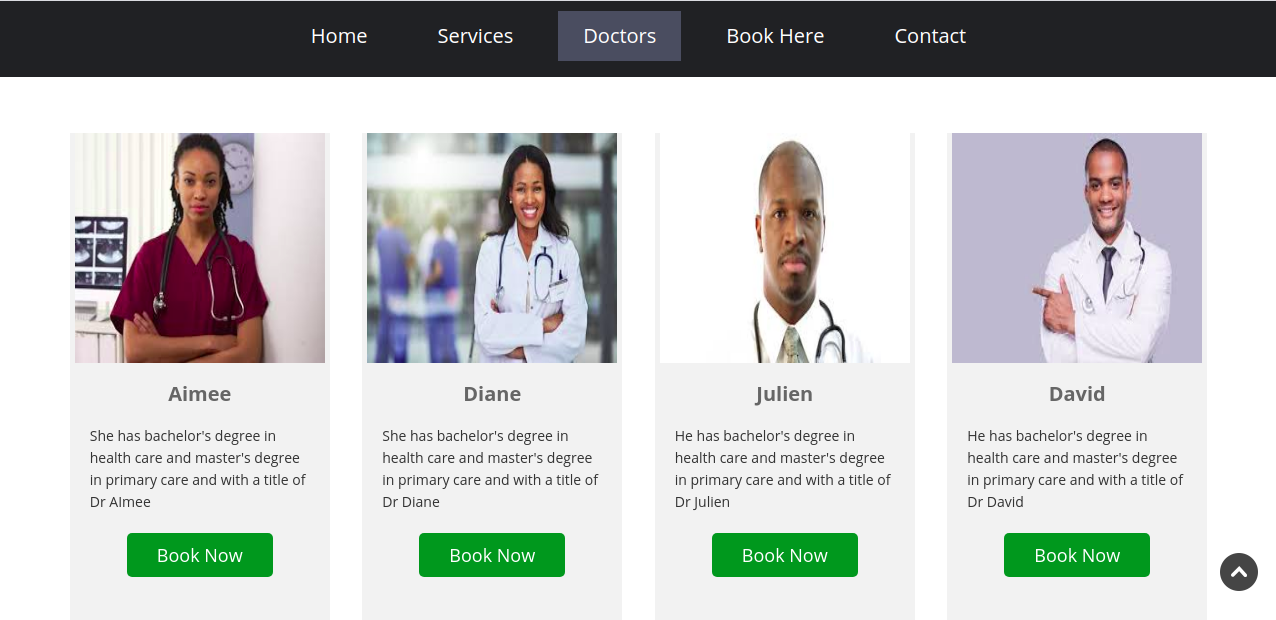 Home Services Doctors Book Here Contact
Aimee
She has bachelor's degree in
health care and master's degree
in primary care and with a title of
Dr AImee
Book Now
Diane
She has bachelor's degree in
health care and master's degree
in primary care and with a title of
Dr Diane
Book Now
Julien
He has bachelor's degree in
health care and master's degree
in primary care and with a title of
Dr Julien
Book Now
David
He has bachelor's degree in
health care and master's degree
in primary care and with a title of
Dr David
Book Now